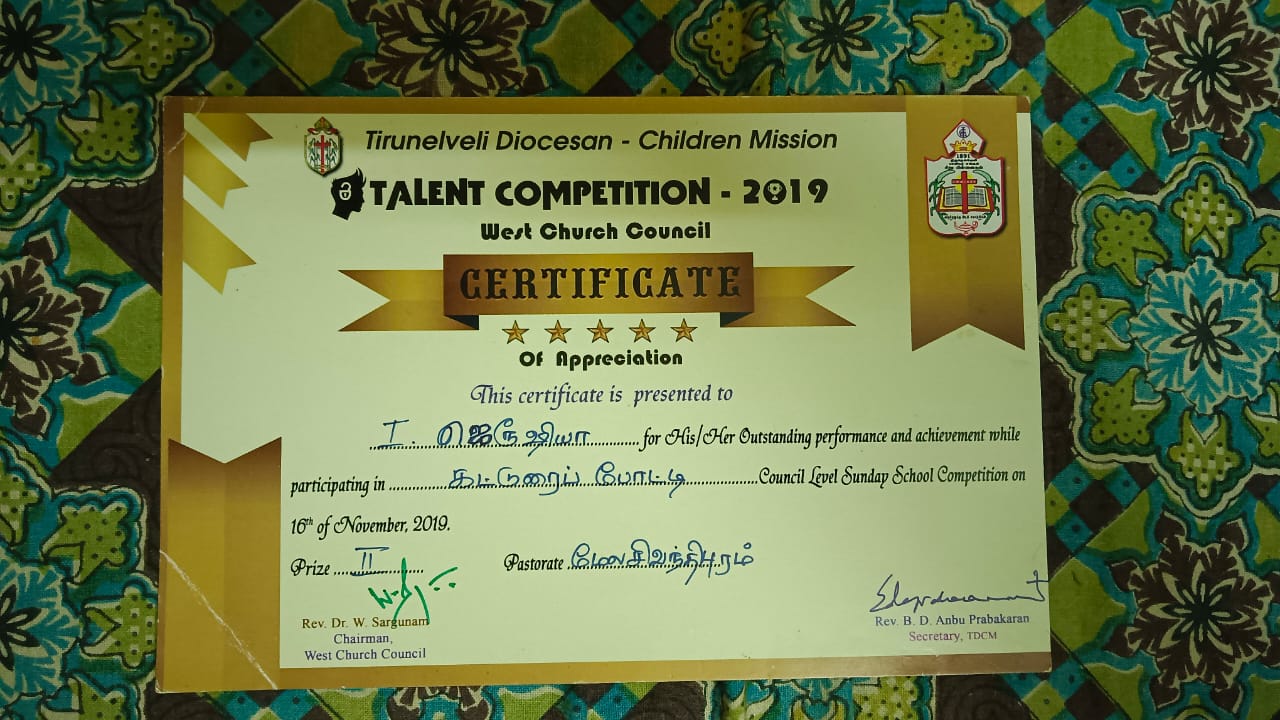 Tirunelveli Diocesan - Children Mission
TALENT COMPETITION - 2019
West Church Council
CERTIFICATE
Of Appreciation
This certificate is presented to
I. ஜெருஷியா for His/Her Outstanding performance and achievement while
participating in கட்டுரைப் போட்டி Council Level Sunday School Competition on
16th of November, 2019.
Prize II Pastorate மேலசிவந்திபுரம்
Rev. Dr. W. Sargunam
Chairman,
West Church Council
Rev. B. D. Anbu Prabakaran
Secretary, TDCM
1891